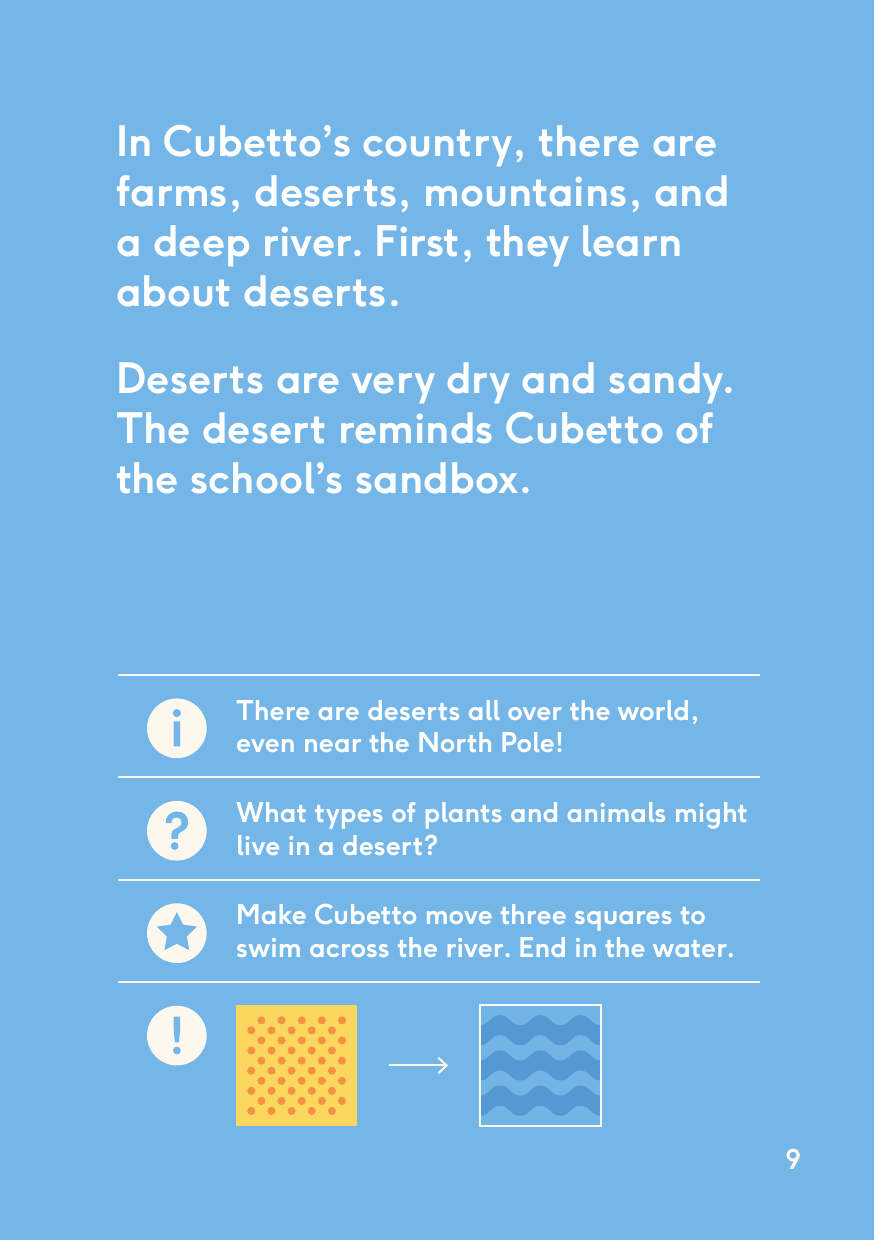 In Cubetto’s country, there are
farms, deserts, mountains, and
a deep river. First, they learn
about deserts.
Deserts are very dry and sandy.
The desert reminds Cubetto of
the school’s sandbox.
i
There are deserts all over the world,
even near the North Pole!
?
What types of plants and animals might
live in a desert?
Make Cubetto move three squares to
swim across the river. End in the water.
!
9